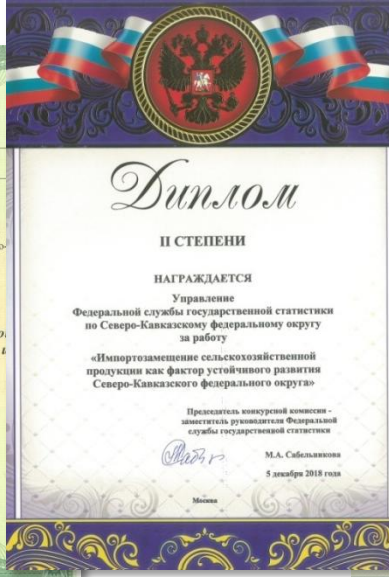 Диплом
II СТЕПЕНИ
НАГРАЖДАЕТСЯ
Управление
Федеральной службы государственной статистики
по Северо-Кавказскому федеральному округу
за работу
«Импортозамещение сельскохозяйственной
продукции как фактор устойчивого развития
Северо-Кавказского федерального округа»
Председатель конкурсной комиссии -
заместитель руководителя Федеральной
службы государственной статистики
М.А. Сабельникова
5 декабря 2018 года
Москва